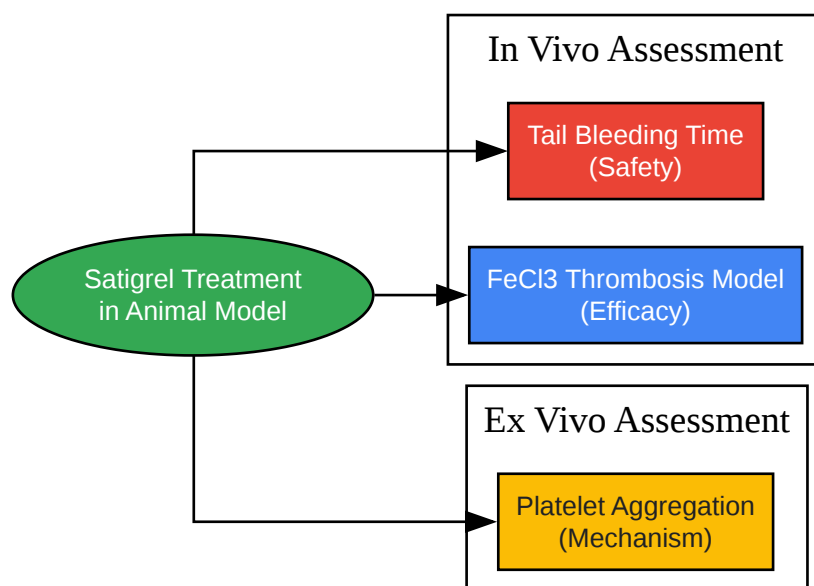 In Vivo Assessment
Tail Bleeding Time
(Safety)
Satigrel Treatment
in Animal Model
FeCl3 Thrombosis Model
(Efficacy)
Ex Vivo Assessment
Platelet Aggregation
(Mechanism)